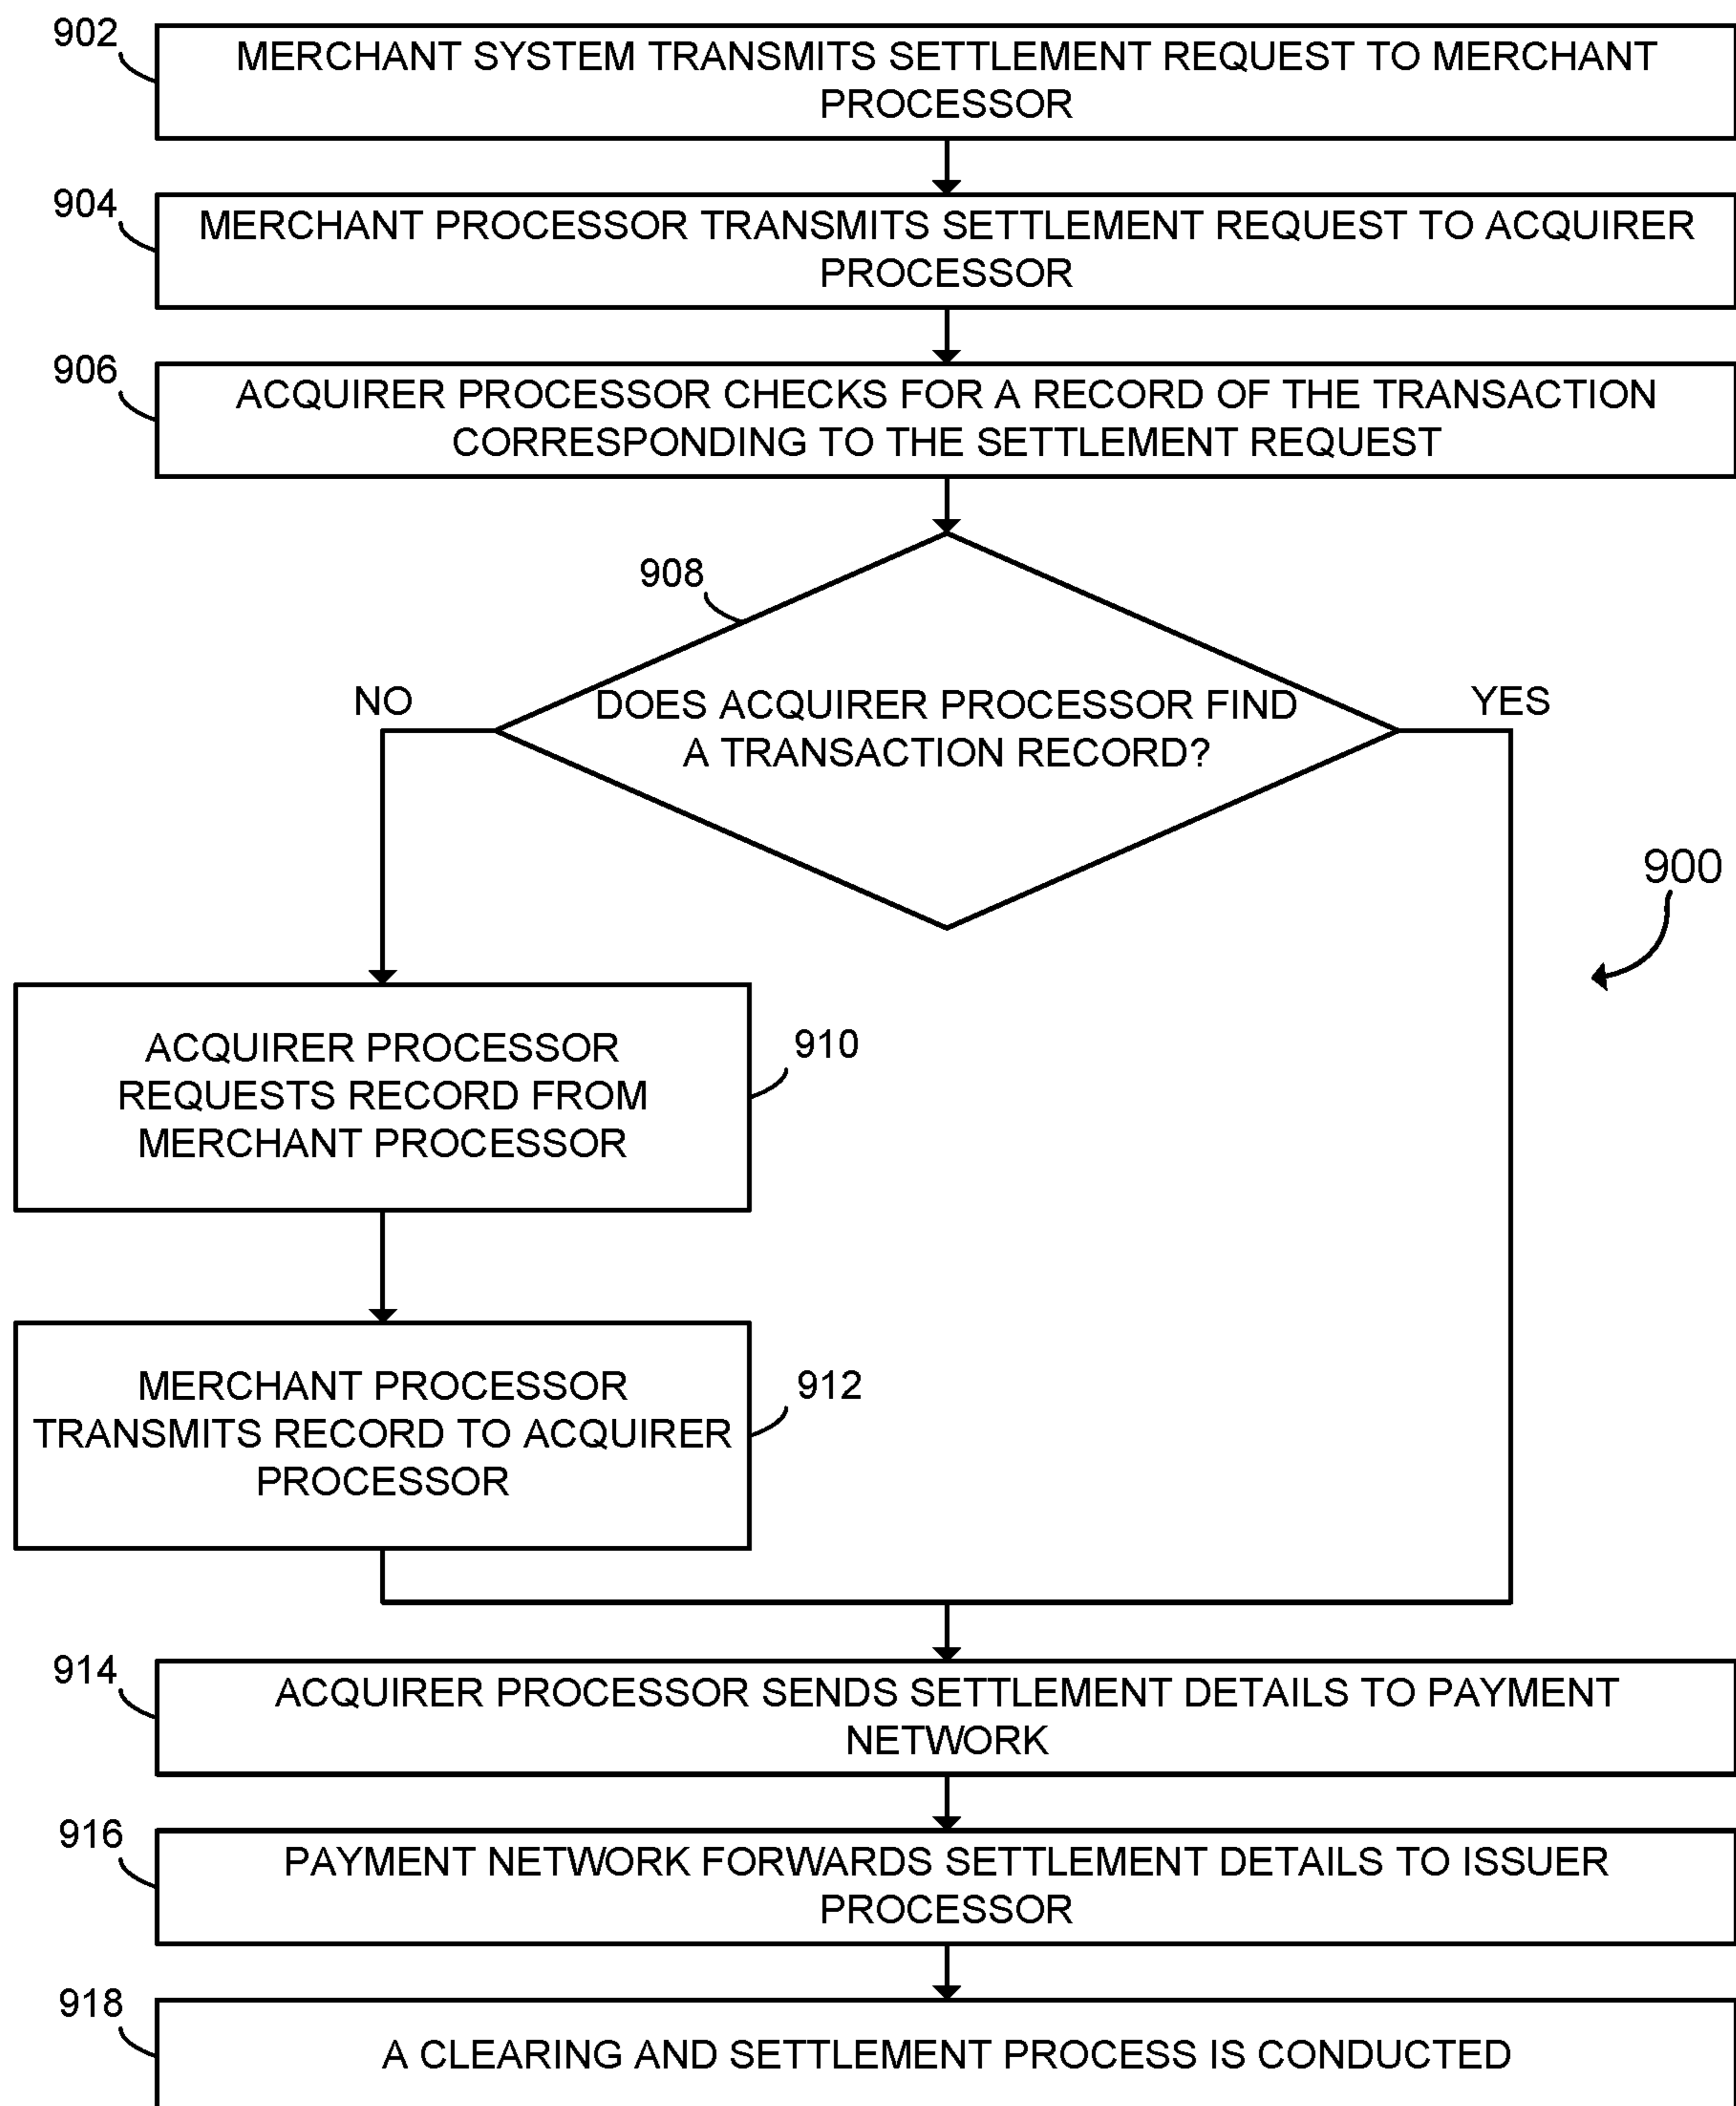 902
MERCHANT SYSTEM TRANSMITS SETTLEMENT REQUEST TO MERCHANT
PROCESSOR
904
MERCHANT PROCESSOR TRANSMITS SETTLEMENT REQUEST TO ACQUIRER
PROCESSOR
906
ACQUIRER PROCESSOR CHECKS FOR A RECORD OF THE TRANSACTION
CORRESPONDING TO THE SETTLEMENT REQUEST
908
DOES ACQUIRER PROCESSOR FIND
A TRANSACTION RECORD?
NO
YES
900
ACQUIRER PROCESSOR
REQUESTS RECORD FROM
MERCHANT PROCESSOR
910
MERCHANT PROCESSOR
TRANSMITS RECORD TO ACQUIRER
PROCESSOR
912
914
ACQUIRER PROCESSOR SENDS SETTLEMENT DETAILS TO PAYMENT
NETWORK
916
PAYMENT NETWORK FORWARDS SETTLEMENT DETAILS TO ISSUER
PROCESSOR
918
A CLEARING AND SETTLEMENT PROCESS IS CONDUCTED